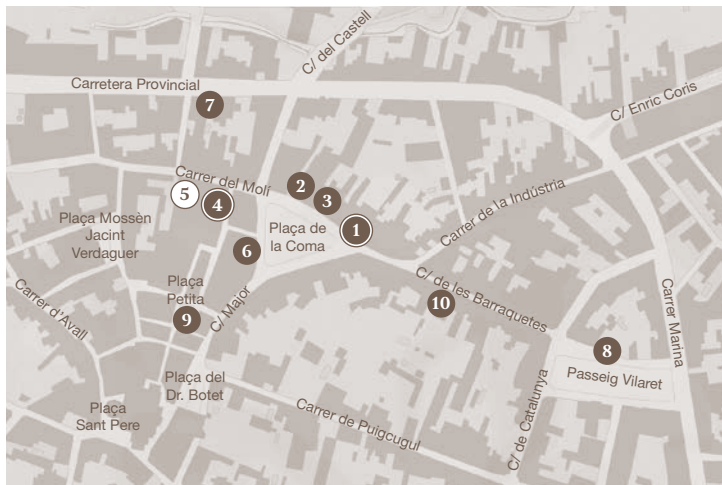 C/ del Castell
Carretera Provincial
7
C/ Enric Coris
Carrer del Molí
2
3
5
4
Carrer de la Indústria
Plaça Mossèn
Jacint
Verdaguer
Plaça de
la Coma
1
6
C/ de les Barraquetes
Plaça
Petita
10
Carrer d'Avall
C/ Major
9
Carrer Marina
8
Passeig Vilaret
Plaça del
Dr. Botet
Plaça
Sant Pere
Carrer de Puigcugul
C/ de Catalunya